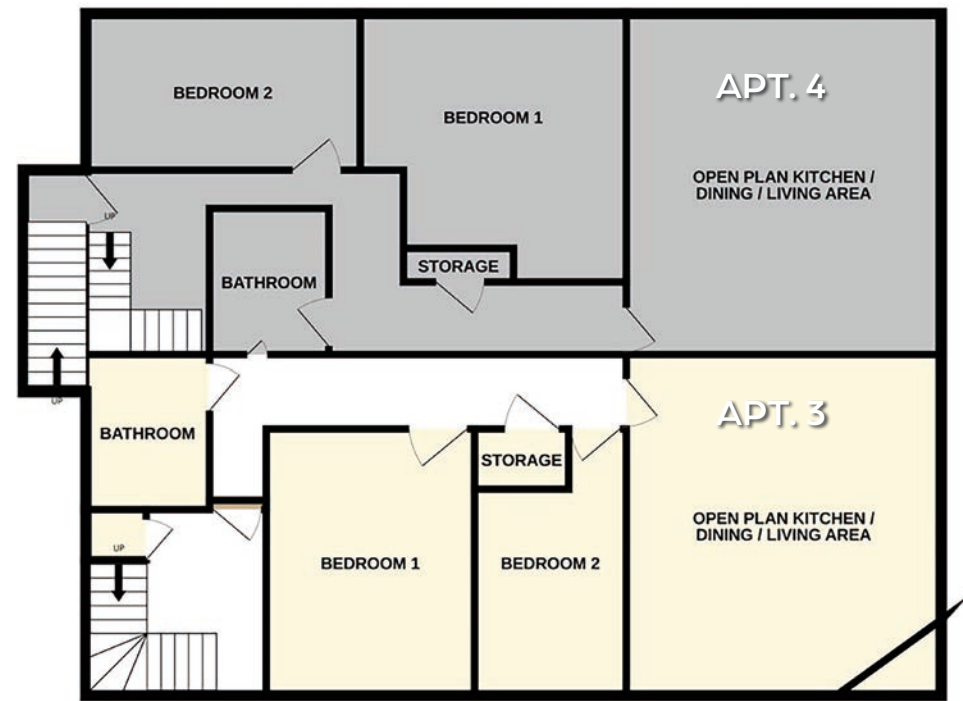 BEDROOM 2
BEDROOM 1
APT. 4
OPEN PLAN KITCHEN /
DINING / LIVING AREA
UP
STORAGE
BATHROOM
UP
APT. 3
BATHROOM
STORAGE
OPEN PLAN KITCHEN /
DINING / LIVING AREA
UP
BEDROOM 1
BEDROOM 2